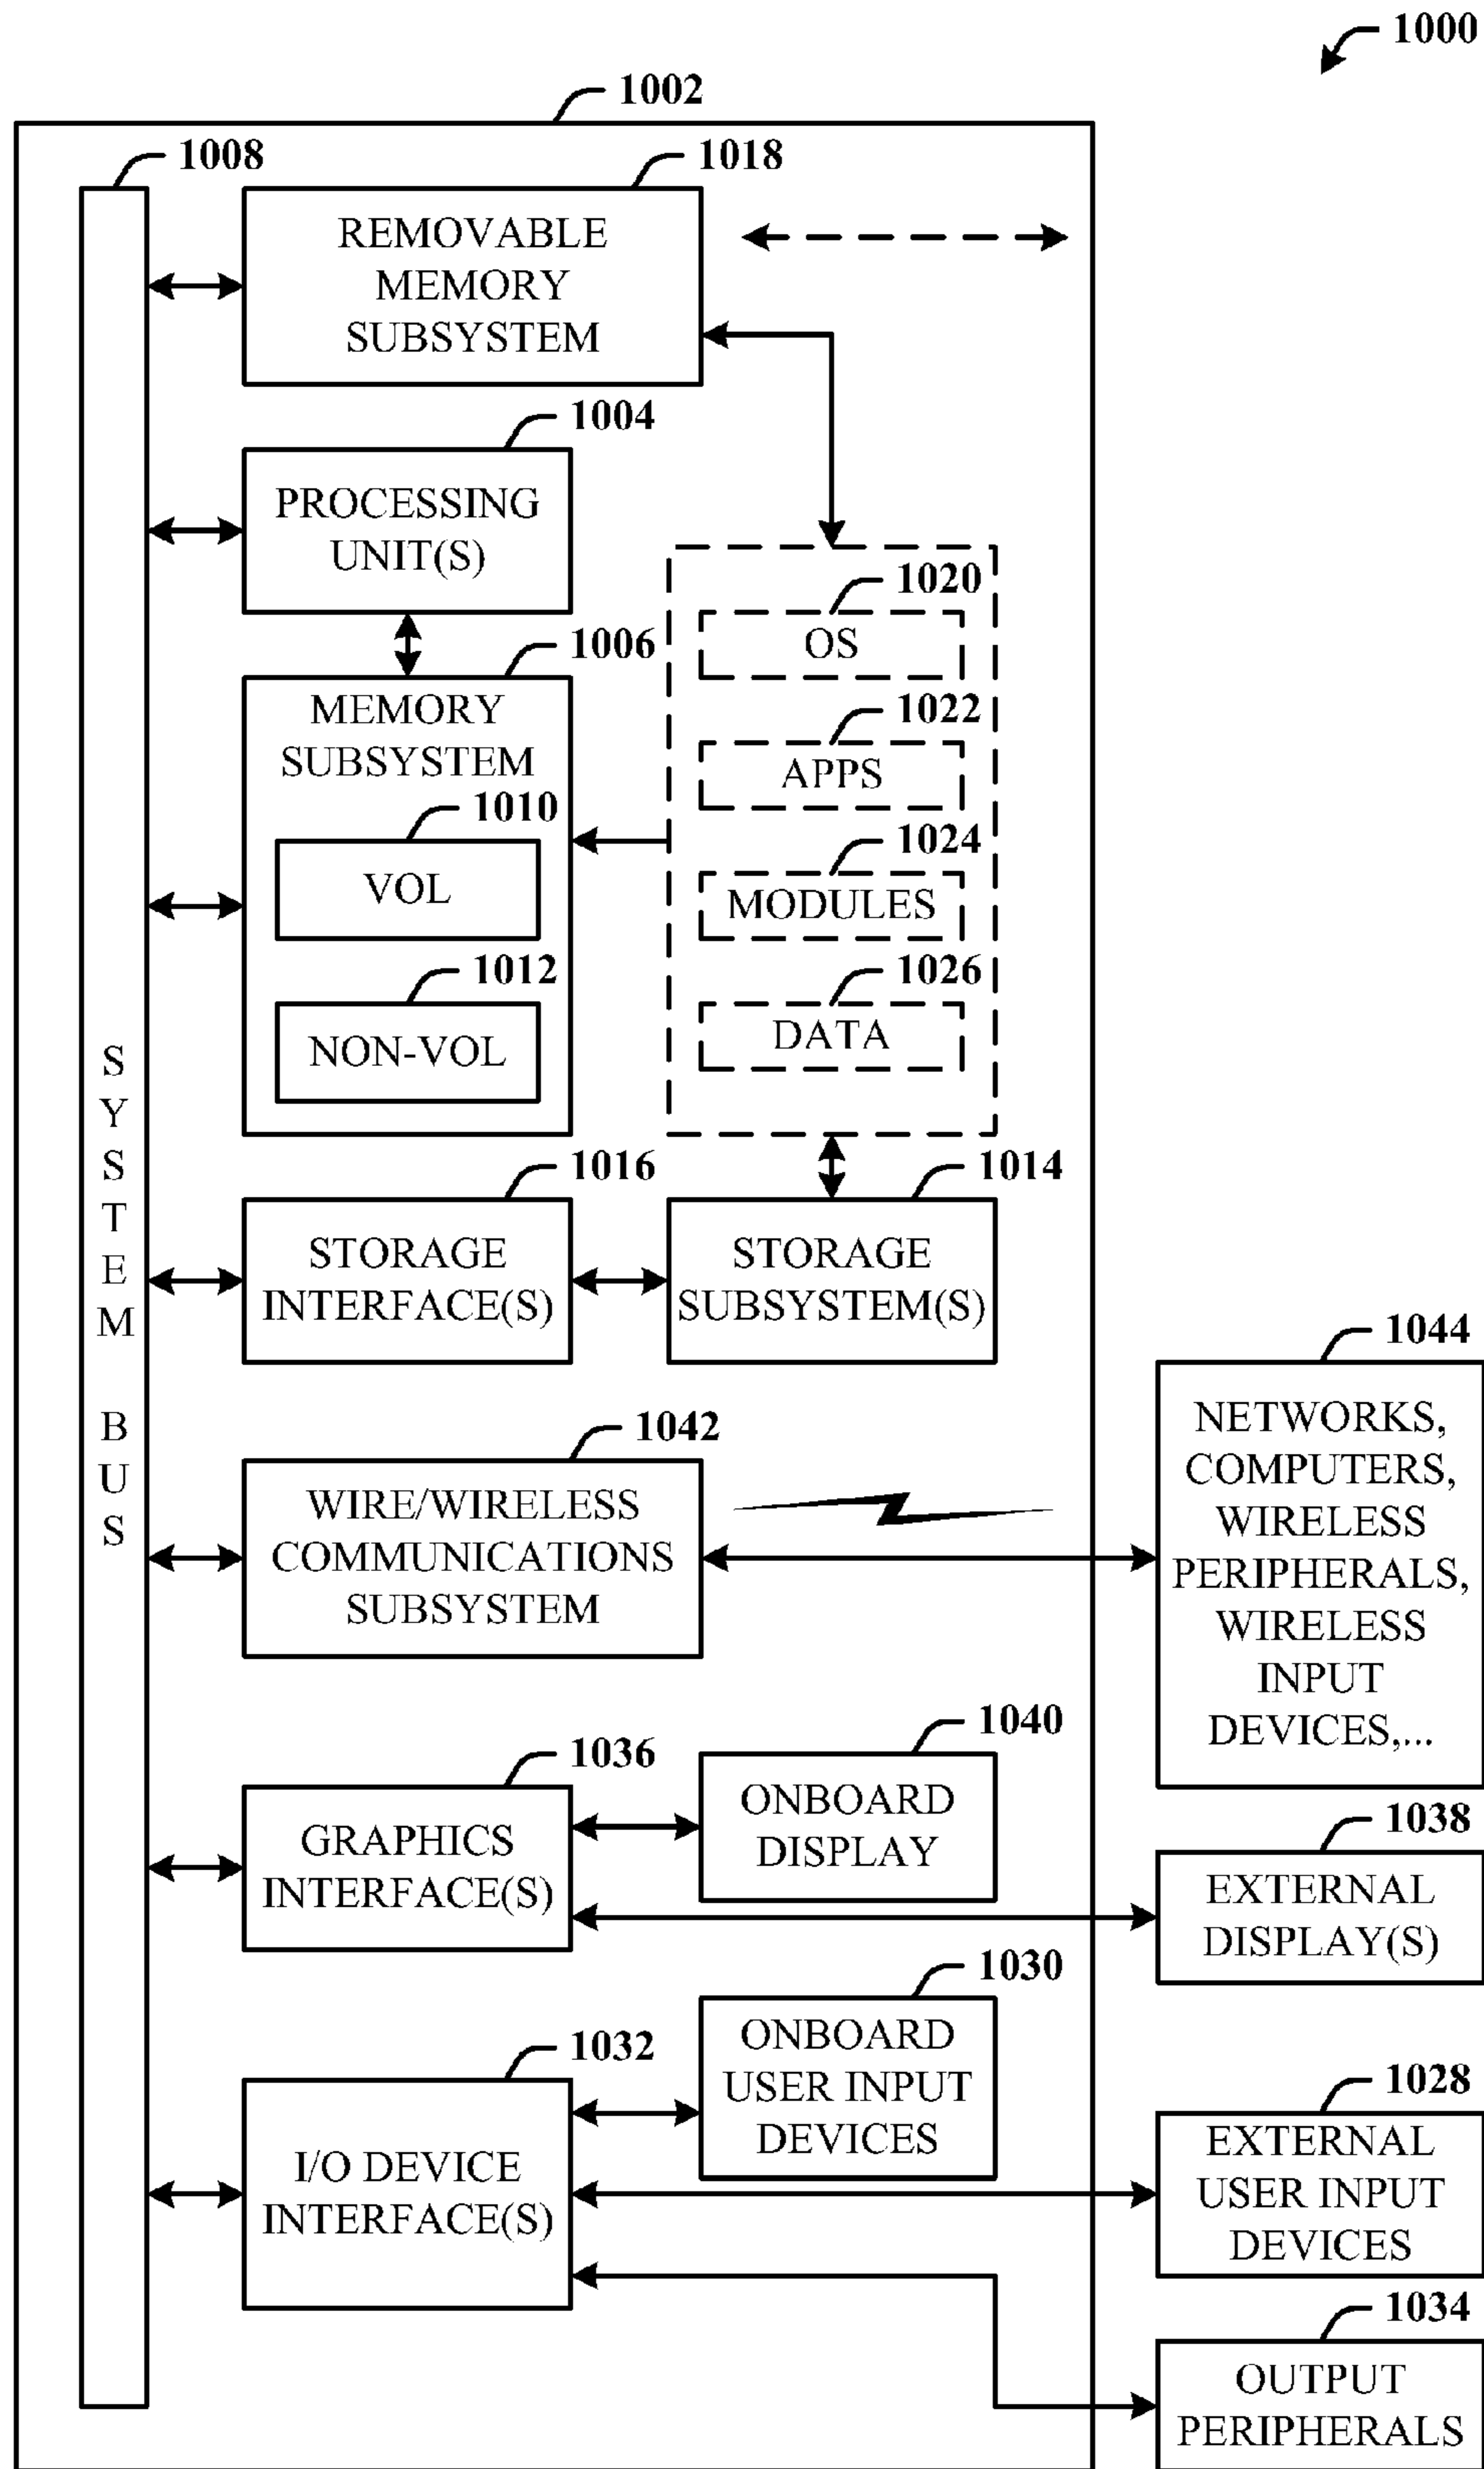 1000
1002
1008
1018
REMOVABLE
MEMORY
SUBSYSTEM
1004
PROCESSING
UNIT(S)
1020
OS
1006
MEMORY
SUBSYSTEM
1022
APPS
1010
VOL
1024
MODULES
1012
NON-VOL
1026
DATA
SYSTEM BUS
1016
STORAGE
INTERFACE(S)
1014
STORAGE
SUBSYSTEM(S)
1044
NETWORKS,
COMPUTERS,
WIRELESS
PERIPHERALS,
WIRELESS
INPUT
DEVICES,...
1042
WIRE/WIRELESS
COMMUNICATIONS
SUBSYSTEM
1040
ONBOARD
DISPLAY
1036
GRAPHICS
INTERFACE(S)
1038
EXTERNAL
DISPLAY(S)
1030
ONBOARD
USER INPUT
DEVICES
1032
I/O DEVICE
INTERFACE(S)
1028
EXTERNAL
USER INPUT
DEVICES
1034
OUTPUT
PERIPHERALS